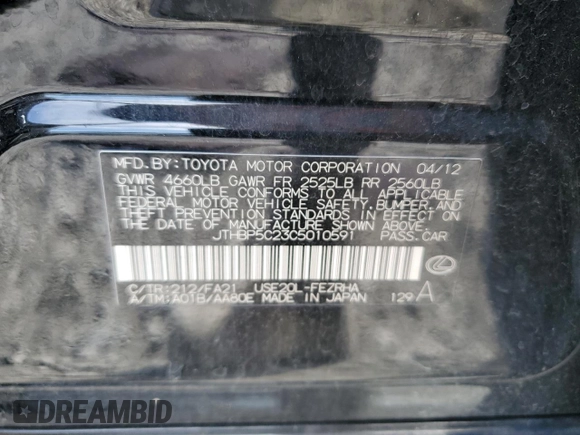 MFD.BY:TOYOTA MOTOR CORPORATION 04/12
GVWR 4660LB GAWR FR 2525LB RR 2560LB
THIS VEHICLE CONFORMS TO ALL APPLICABLE
FEDERAL MOTOR VEHICLE SAFETY, BUMPER, AND
THEFT PREVENTION STANDARDS IN EFFECT ON
THE DATE OF MANUFACTURE SHOWN ABOVE.
JTHBP5C23C5010591 PASS.CAR
C/TR:212/FA21 USE20L-FEZRHA
A/TM:A01B/AA80E MADE IN JAPAN 129A
DREAMBID